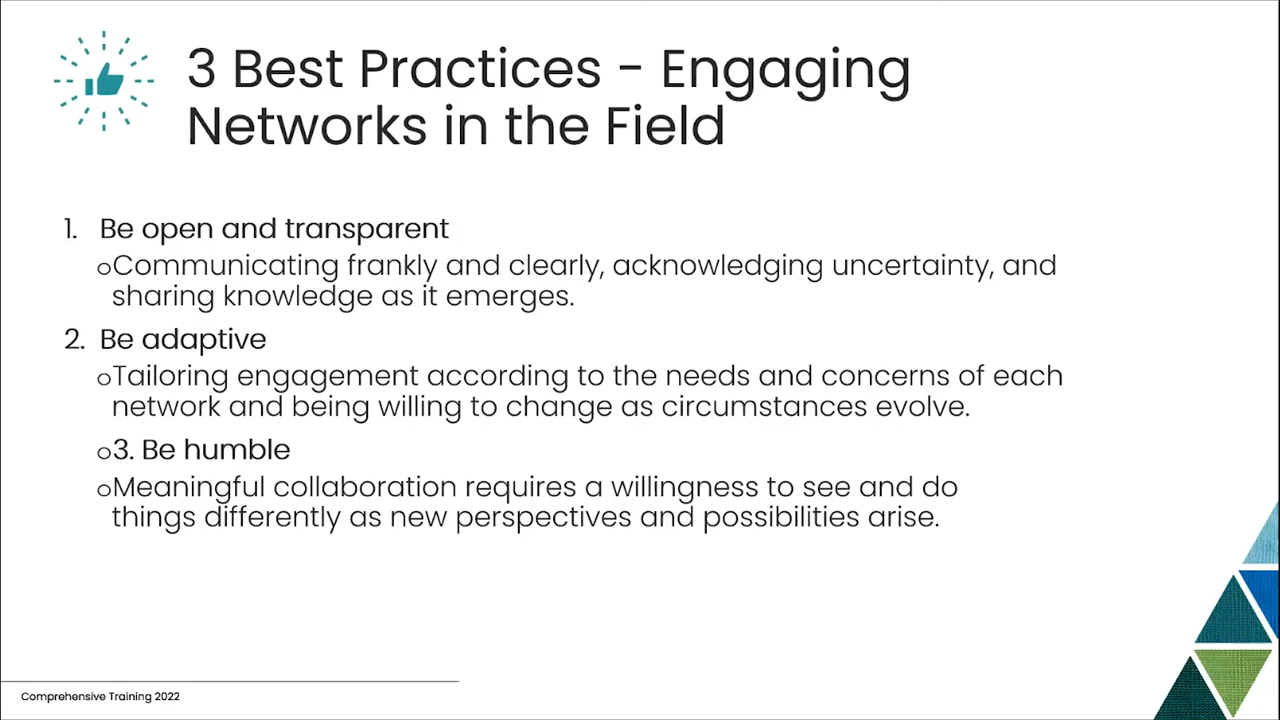 3 Best Practices - Engaging
Networks in the Field
1. Be open and transparent
oCommunicating frankly and clearly, acknowledging uncertainty, and
sharing knowledge as it emerges.
2. Be adaptive
oTailoring engagement according to the needs and concerns of each
network and being willing to change as circumstances evolve.
o3. Be humble
oMeaningful collaboration requires a willingness to see and do
things differently as new perspectives and possibilities arise.
Comprehensive Training 2022